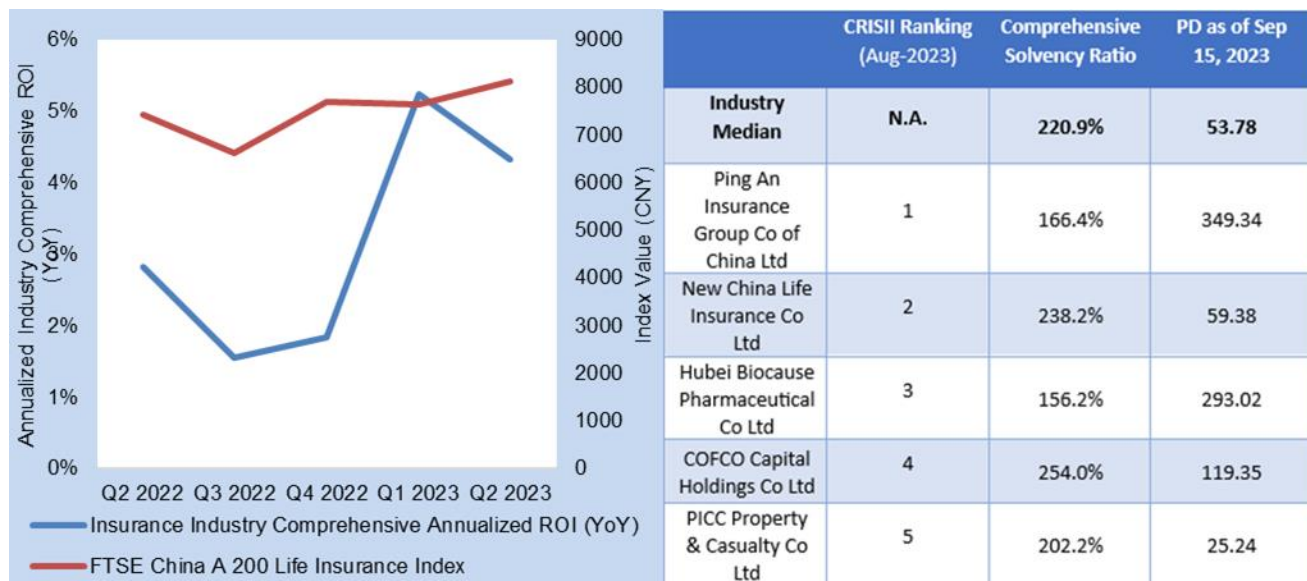 6%
5%
4%
3%
2%
1%
0%
Annualized Industry Comprehensive ROI
(YoY)
9000
8000
7000
6000
5000
4000
3000
2000
1000
0
Index Value (CNY)
Q2 2022 Q3 2022 Q4 2022 Q1 2023 Q2 2023
Insurance Industry Comprehensive Annualized ROI (YoY)
FTSE China A 200 Life Insurance Index
CRISII Ranking
(Aug-2023)
Comprehensive
Solvency Ratio
PD as of Sep
15, 2023
Industry
Median
N.A.
220.9%
53.78
Ping An
Insurance
Group Co of
China Ltd
1
166.4%
349.34
New China Life
Insurance Co
Ltd
2
238.2%
59.38
Hubei Biocause
Pharmaceutical
Co Ltd
3
156.2%
293.02
COFCO Capital
Holdings Co Ltd
4
254.0%
119.35
PICC Property
& Casualty Co
Ltd
5
202.2%
25.24